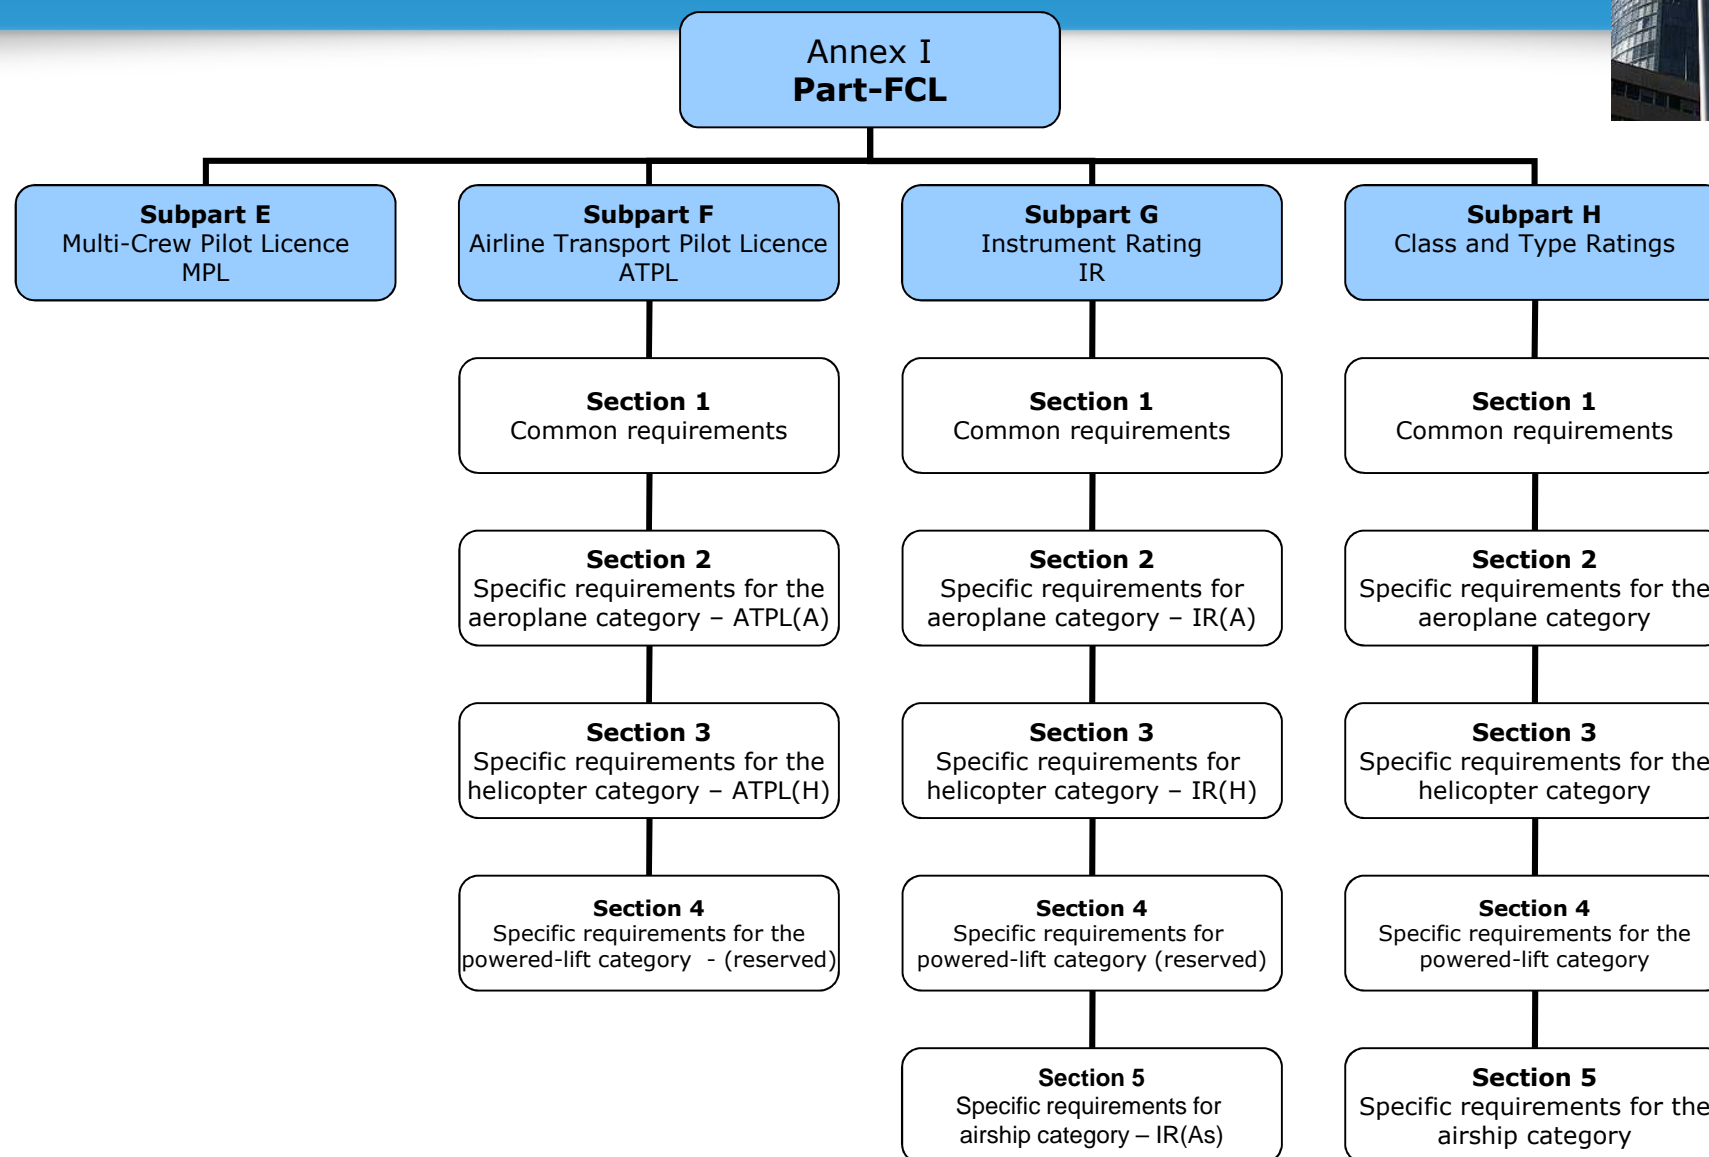 Annex I
Part-FCL
Subpart E
Multi-Crew Pilot Licence
MPL
Subpart F
Airline Transport Pilot Licence
ATPL
Subpart G
Instrument Rating
IR
Subpart H
Class and Type Ratings
Section 1
Common requirements
Section 1
Common requirements
Section 1
Common requirements
Section 2
Specific requirements for the
aeroplane category – ATPL(A)
Section 2
Specific requirements for
aeroplane category – IR(A)
Section 2
Specific requirements for the
aeroplane category
Section 3
Specific requirements for the
helicopter category – ATPL(H)
Section 3
Specific requirements for
helicopter category – IR(H)
Section 3
Specific requirements for the
helicopter category
Section 4
Specific requirements for the
powered-lift category - (reserved)
Section 4
Specific requirements for
powered-lift category (reserved)
Section 4
Specific requirements for the
powered-lift category
Section 5
Specific requirements for
airship category – IR(As)
Section 5
Specific requirements for the
airship category